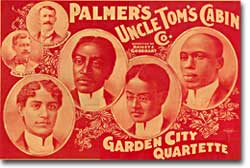 PALMER'S
UNCLE TOM'S CABIN
CO.
GARDEN CITY
QUARTETTE